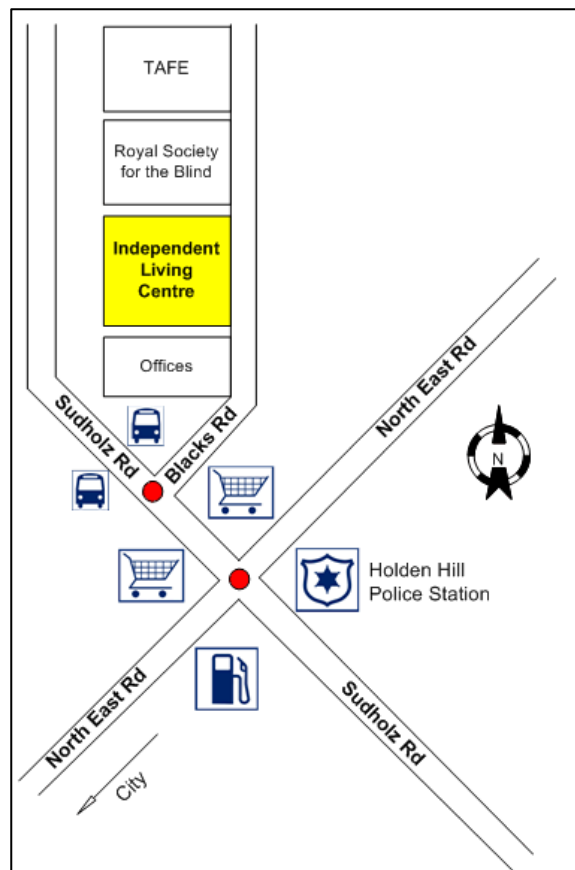 TAFE
Royal Society
for the Blind
Independent
Living
Centre
Offices
Sudholz Rd
Blacks Rd
North East Rd
N
Holden Hill
Police Station
North East Rd
Sudholz Rd
City